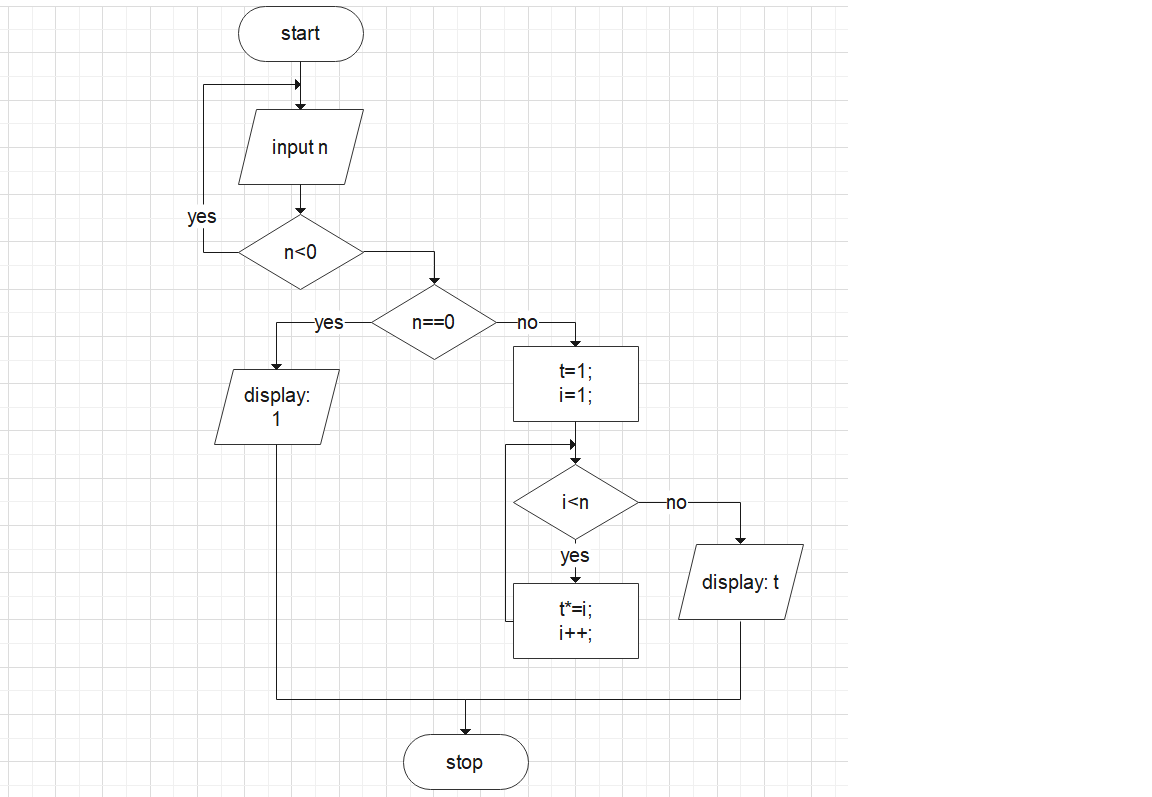 start
input n
yes
n<0
n==0
yes
no
t=1;
i=1;
display:
1
i<n
no
yes
display: t
t*=i;
i++;
stop